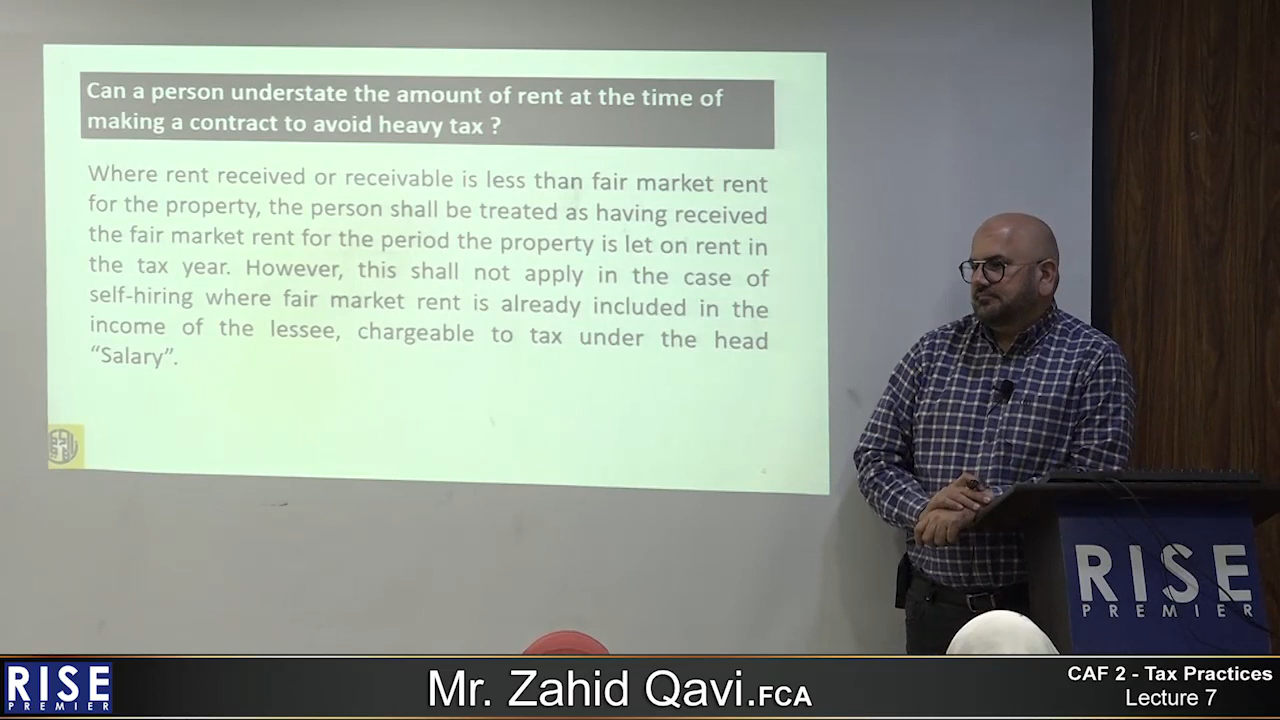 Can a person understate the amount of rent at the time of
making a contract to avoid heavy tax ?
Where rent received or receivable is less than fair market rent
for the property, the person shall be treated as having received
the fair market rent for the period the property is let on rent in
the tax year. However, this shall not apply in the case of
self-hiring where fair market rent is already included in the
income of the lessee, chargeable to tax under the head
“Salary”.
RISE
PREMIER
RISE
PREMIER
Mr. Zahid Qavi.FCA
CAF 2 - Tax Practices
Lecture 7